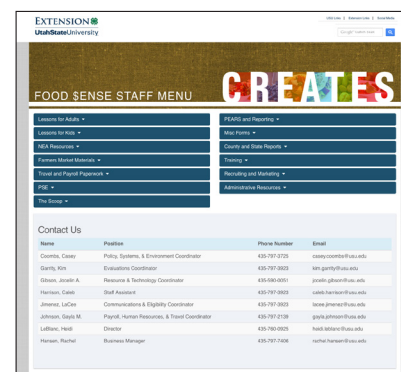 EXTENSION
UtahStateUniversity
USU Links | Extension Links | Social Media
FOOD $ENSE STAFF MENU
CREATES
Lessons for Adults
PEARS and Reporting
Lessons for Kids
Misc Forms
NEA Resources
County and State Reports
Farmers Market Materials
Training
Travel and Payroll Paperwork
Recruiting and Marketing
PSE
Administrative Resources
The Scoop
Contact Us
Name Position Phone Number Email
Coombs, Casey Policy, Systems, & Environment Coordinator 435-797-3725 casey.coombs@usu.edu
Garrity, Kim Evaluations Coordinator 435-797-3923 kim.garrity@usu.edu
Gibson, Jocelin A. Resource & Technology Coordinator jocelin.gibson@usu.edu
Harrison, Caleb Staff Assistant 435-797-3923 caleb.harrison@usu.edu
Jimenez, LaCee Communications & Eligibility Coordinator 435-797-3923 lacee.jimenez@usu.edu
Johnson, Gayla M. Payroll, Human Resources, & Travel Coordinator 435-797-2138 gayla.johnson@usu.edu
LeBlanc, Heidi Director 435-760-0925 heidi.leblanc@usu.edu
Hansen, Rachel Business Manager 435-797-7406 rachel.hansen@usu.edu